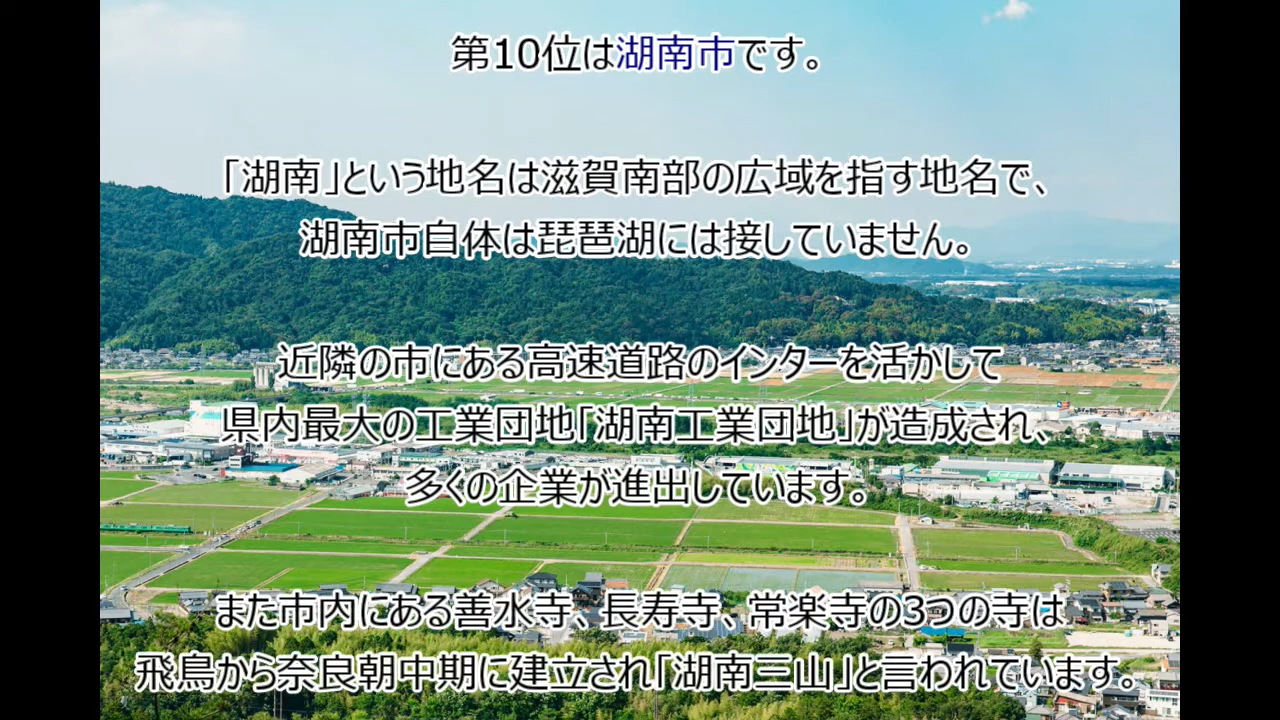 第10位は湖南市です。
「湖南」という地名は滋賀南部の広域を指す地名で、
湖南市自体は琵琶湖には接していません。
近隣の市にある高速道路のインターを活かして
県内最大の工業団地「湖南工業団地」が造成され、
多くの企業が進出しています。
また市内にある善水寺、長寿寺、常楽寺の3つの寺は
飛鳥から奈良朝中期に建立され「湖南三山」と言われています。